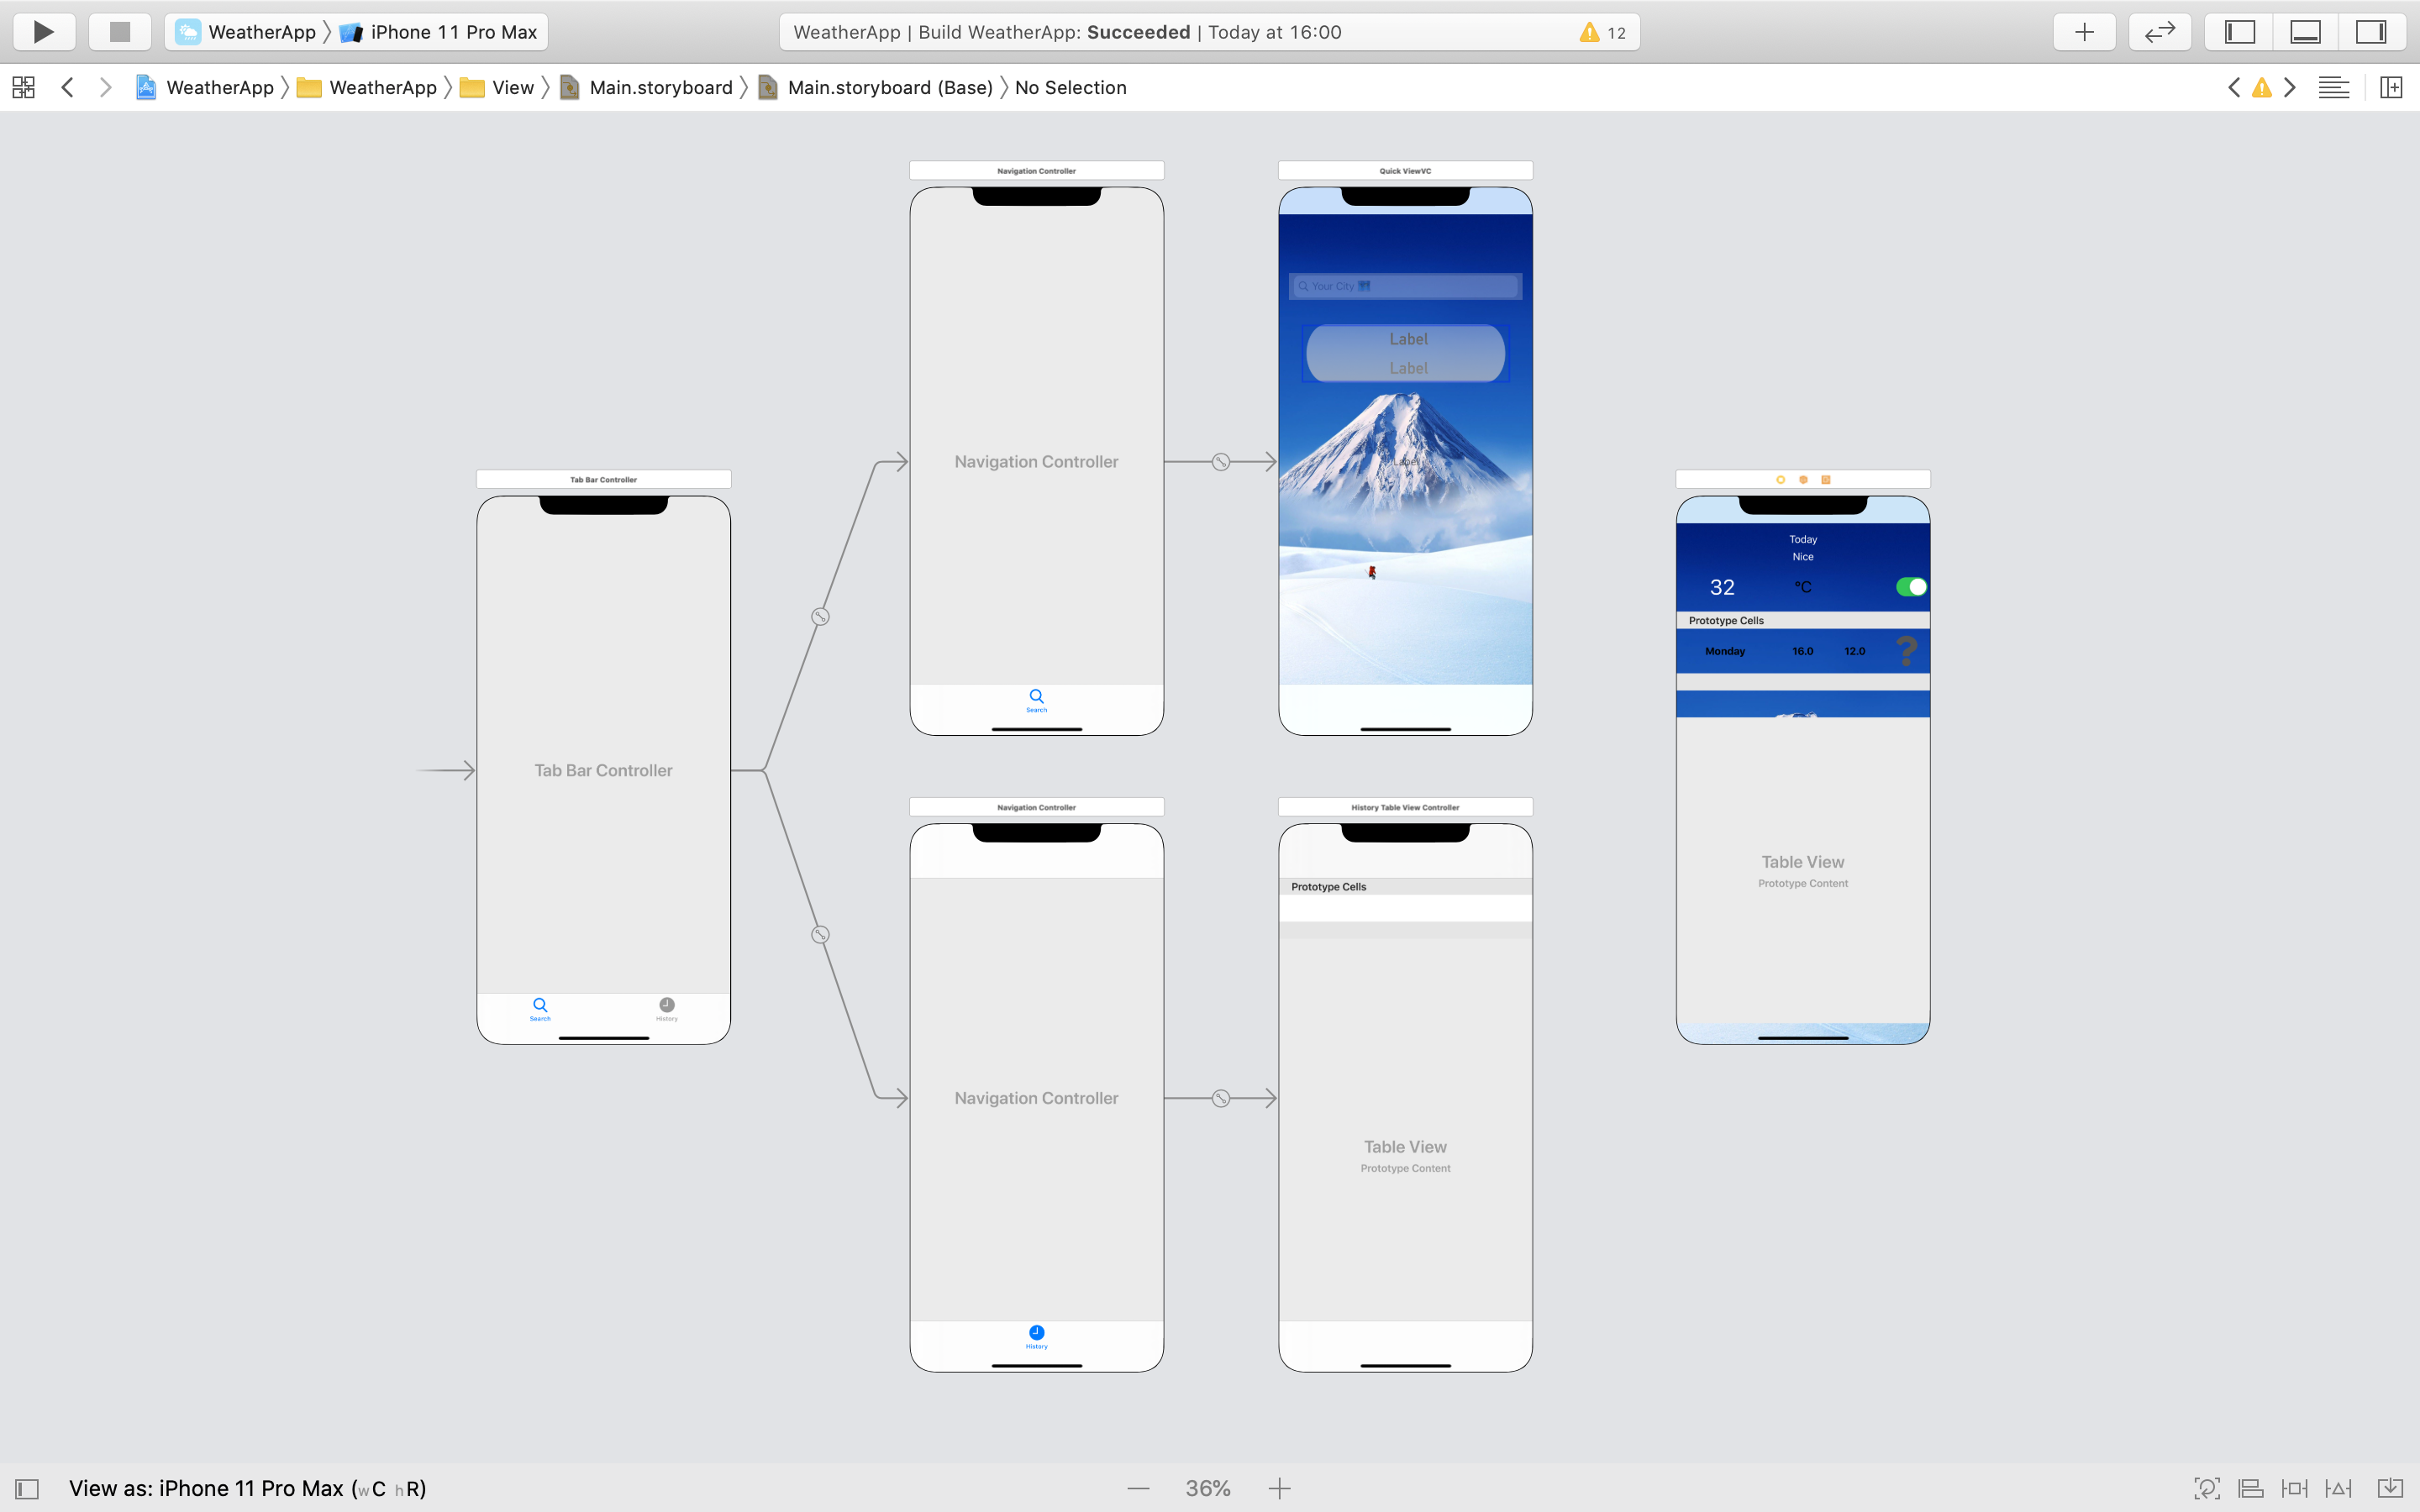 WeatherApp iPhone 11 Pro Max
WeatherApp | Build WeatherApp: Succeeded | Today at 16:00
12
WeatherApp WeatherApp View Main.storyboard Main.storyboard (Base) No Selection
Navigation Controller
Navigation Controller
Search
Quick ViewVC
Your City
Label
Label
Label
Tab Bar Controller
Tab Bar Controller
Search History
Today
Nice
32 °C
Prototype Cells
Monday 16.0 12.0 ?
Table View
Prototype Content
Navigation Controller
Navigation Controller
History
History Table View Controller
Prototype Cells
Table View
Prototype Content
View as: iPhone 11 Pro Max (wC hR)
36%